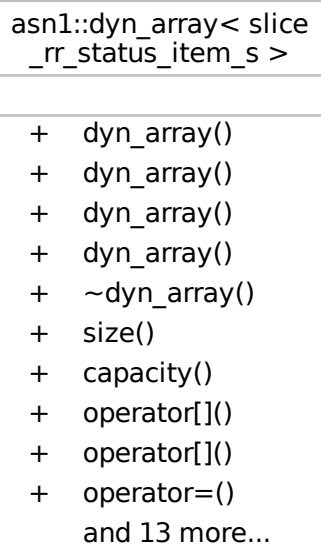 asn1::dyn_array< slice
_rr_status_item_s >
+ dyn_array()
+ dyn_array()
+ dyn_array()
+ dyn_array()
+ ~dyn_array()
+ size()
+ capacity()
+ operator[]()
+ operator[]()
+ operator=()
and 13 more...